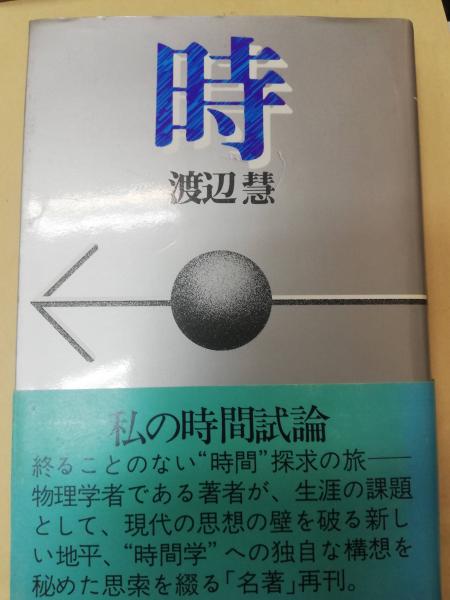 時
渡辺慧
私の時間試論
終ることのない“時間”探求の旅——
物理学者である著者が、生涯の課題
として、現代の思想の壁を破る新し
い地平、“時間学”への独自な構想を
秘めた思索を綴る「名著」再刊。